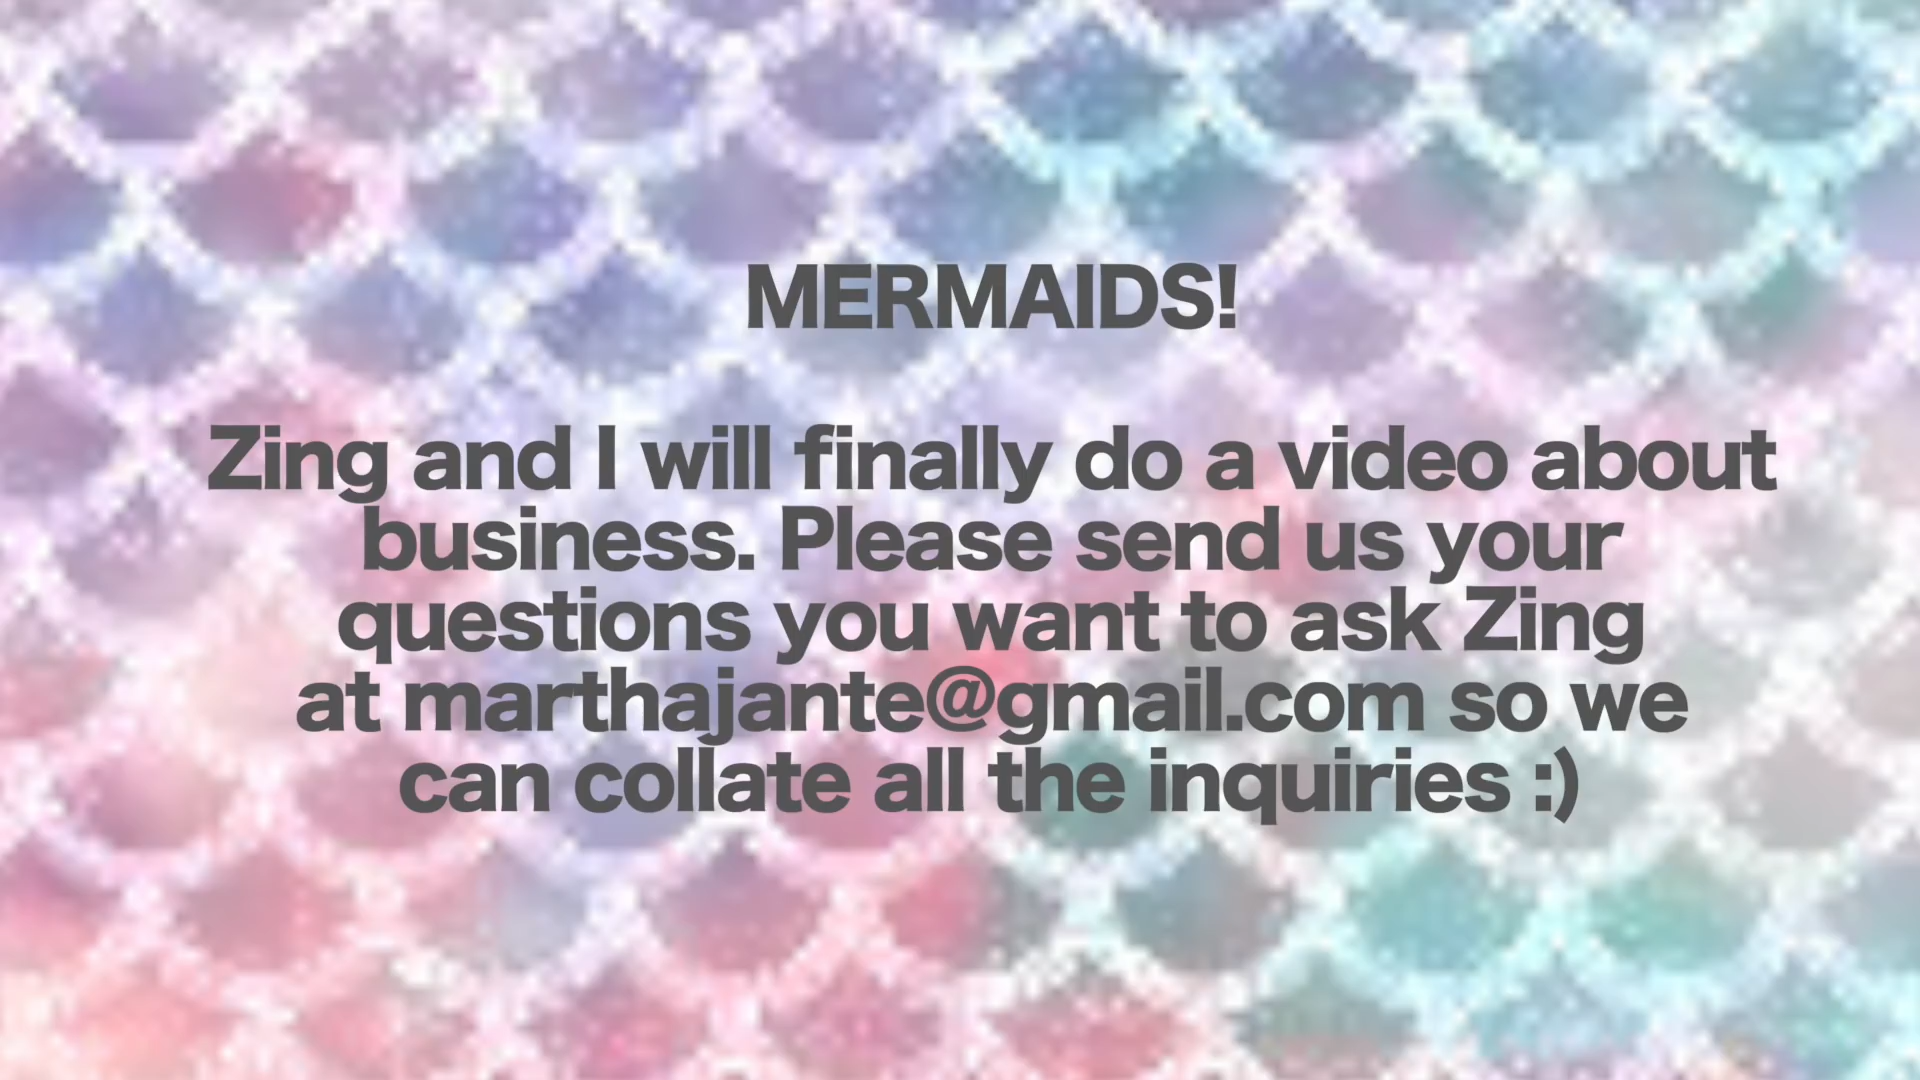 MERMAIDS!
Zing and I will finally do a video about
business. Please send us your
questions you want to ask Zing
at marthajante@gmail.com so we
can collate all the inquiries :)